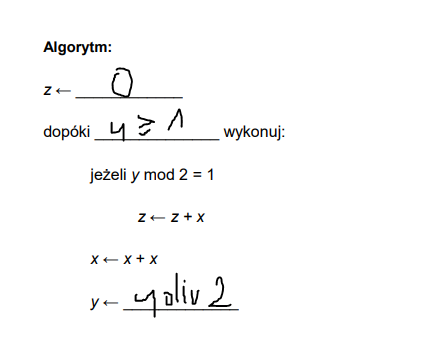 Algorytm:
z ← 0
dopóki y ≥ 1 wykonuj:
jeżeli y mod 2 = 1
z ← z + x
x ← x + x
y ← y div 2